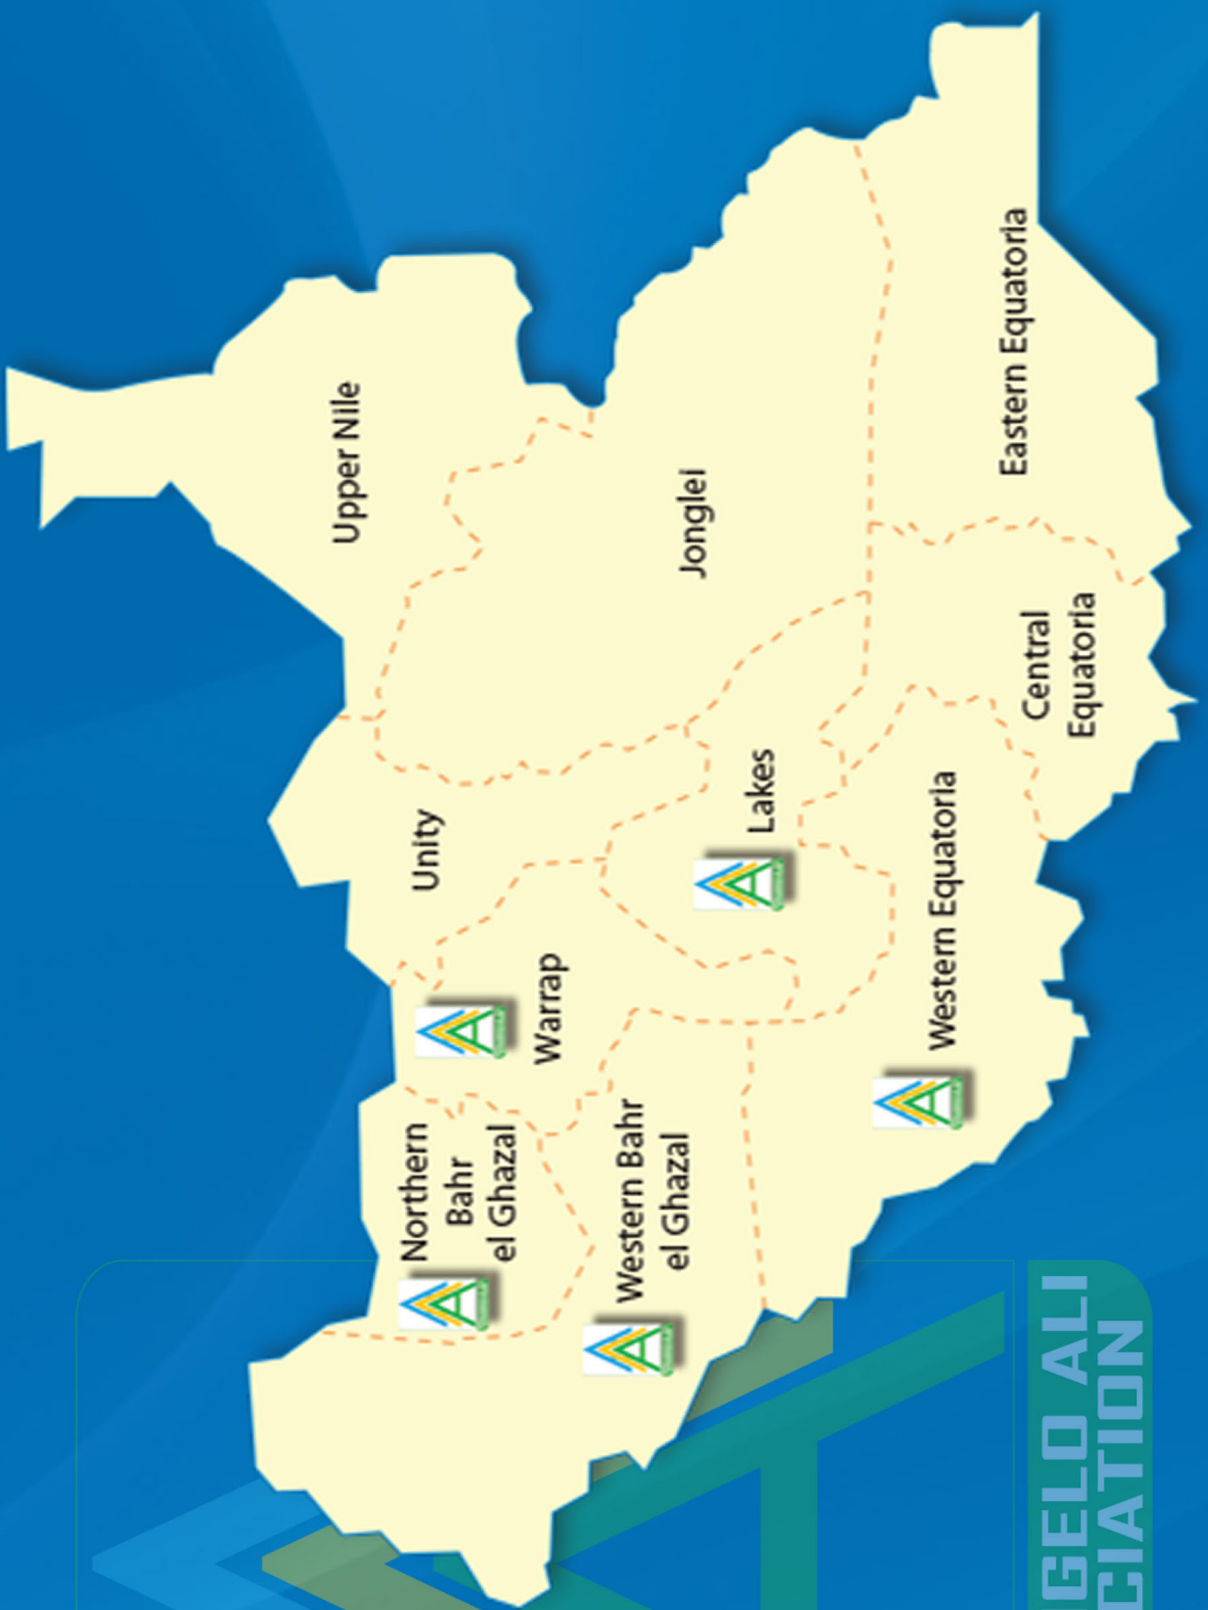 Upper Nile
Jonglei
Eastern Equatoria
Central
Equatoria
Unity
Lakes
Western Equatoria
Warrap
Northern
Bahr
el Ghazal
Western Bahr
el Ghazal
GELO ALI
CIATION